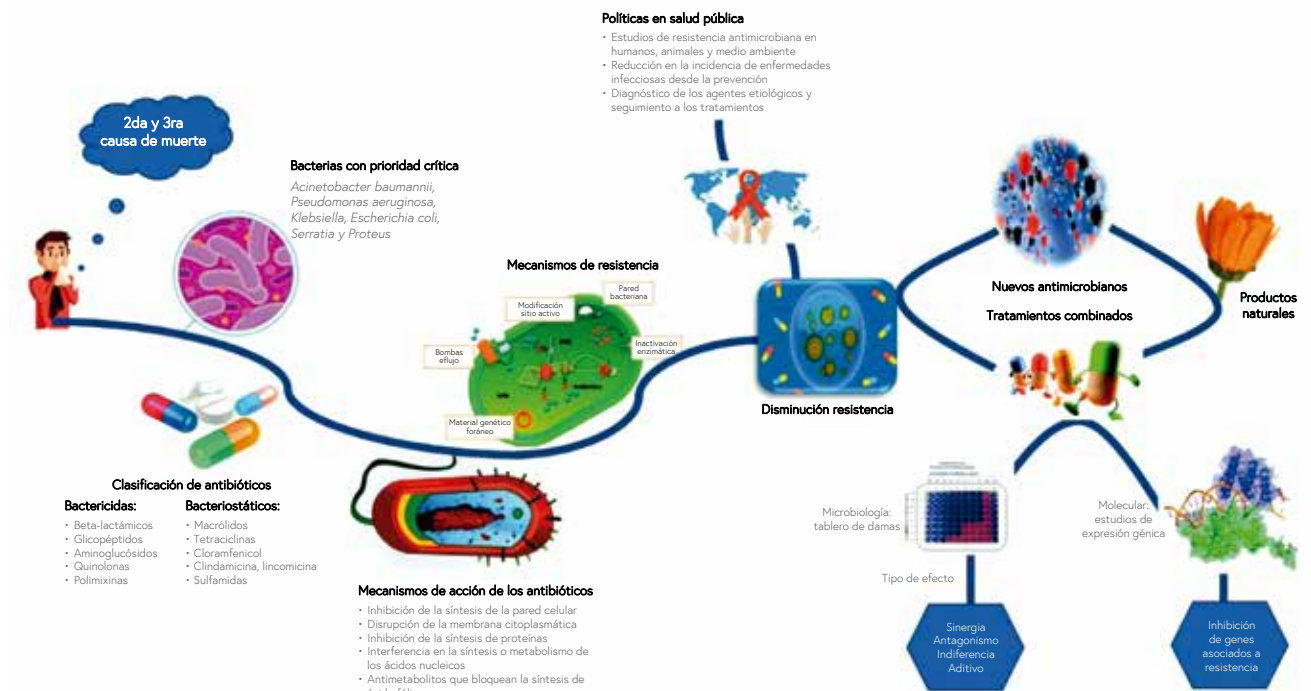 Políticas en salud pública
• Estudios de resistencia antimicrobiana en
humanos, animales y medio ambiente
• Reducción en la incidencia de enfermedades
infecciosas desde la prevención
• Diagnóstico de los agentes etiológicos y
seguimiento a los tratamientos
2da y 3ra
causa de muerte
Bacterias con prioridad crítica
Acinetobacter baumannii,
Pseudomonas aeruginosa,
Klebsiella, Escherichia coli,
Serratia y Proteus
Mecanismos de resistencia
Pared
bacteriana
Modificación
sitio activo
Inactivación
enzimática
Bombas
eflujo
Material genético
foráneo
Disminución resistencia
Nuevos antimicrobianos
Tratamientos combinados
Productos
naturales
Clasificación de antibióticos
Bactericidas:
• Beta-lactámicos
• Glicopéptidos
• Aminoglucósidos
• Quinolonas
• Polimixinas
Bacteriostáticos:
• Macrólidos
• Tetraciclinas
• Cloramfenicol
• Clindamicina, lincomicina
• Sulfamidas
Mecanismos de acción de los antibióticos
• Inhibición de la síntesis de la pared celular
• Disrupción de la membrana citoplasmática
• Inhibición de la síntesis de proteínas
• Interferencia en la síntesis o metabolismo de
los ácidos nucleicos
• Antimetabolitos que bloquean la síntesis de
Microbiología:
tablero de damas
Tipo de efecto
Sinergia
Antagonismo
Indiferencia
Aditivo
Molecular:
estudios de
expresión génica
Inhibición
de genes
asociados a
resistencia